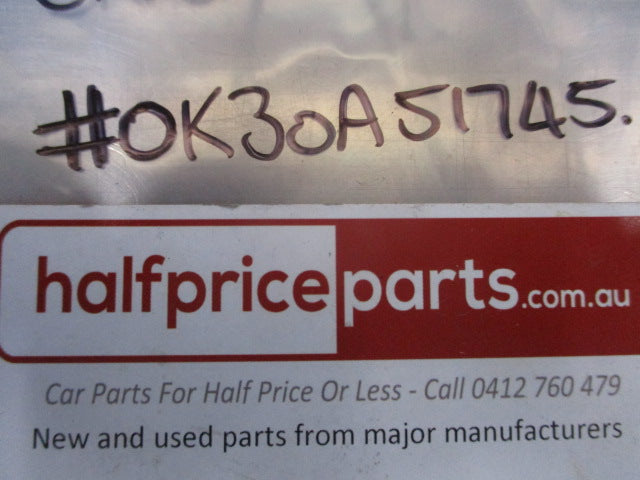 #OK30A51745.
halfpriceparts.com.au
Car Parts For Half Price Or Less - Call 0412 760 479
New and used parts from major manufacturers